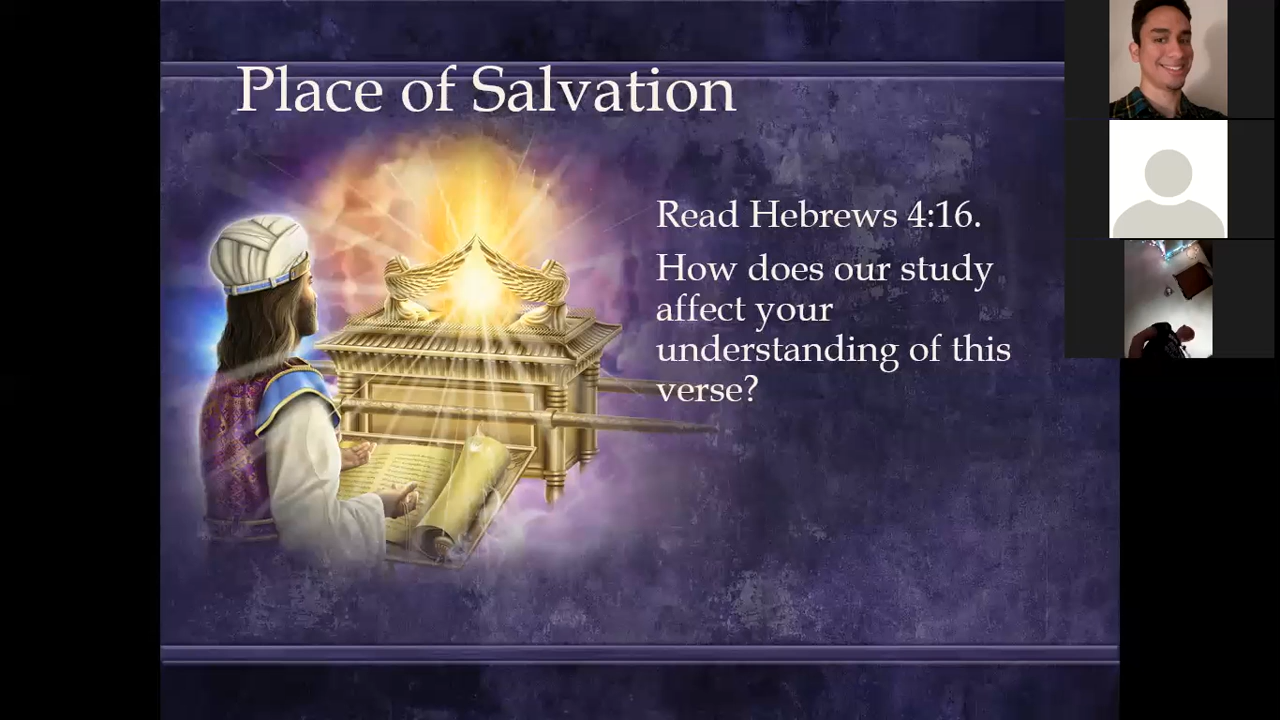 Place of Salvation
Read Hebrews 4:16.
How does our study
affect your
understanding of this
verse?